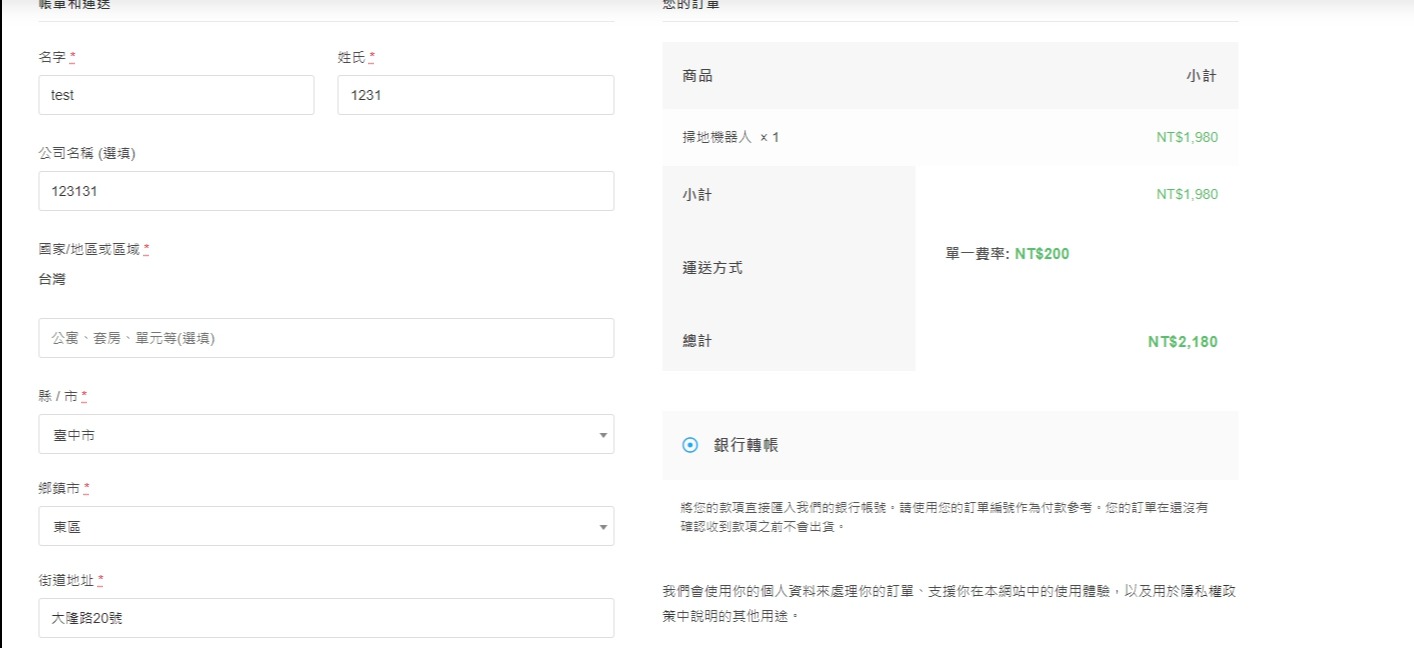 帳單和運送
名字 *
姓氏 *
test
1231
公司名稱 (選填)
123131
國家/地區或區域 *
台灣
公寓、套房、單元等(選填)
縣 / 市 *
臺中市
鄉鎮市 *
東區
街道地址 *
大隆路20號
您的訂單
商品 小計
掃地機器人 × 1 NT$1,980
小計 NT$1,980
運送方式 單一費率: NT$200
總計 NT$2,180
銀行轉帳
將您的款項直接匯入我們的銀行帳號。請使用您的訂單編號作為付款參考。您的訂單在還沒有
確認收到款項之前不會出貨。
我們會使用你的個人資料來處理你的訂單、支援你在本網站中的使用體驗，以及用於隱私權政
策中說明的其他用途。